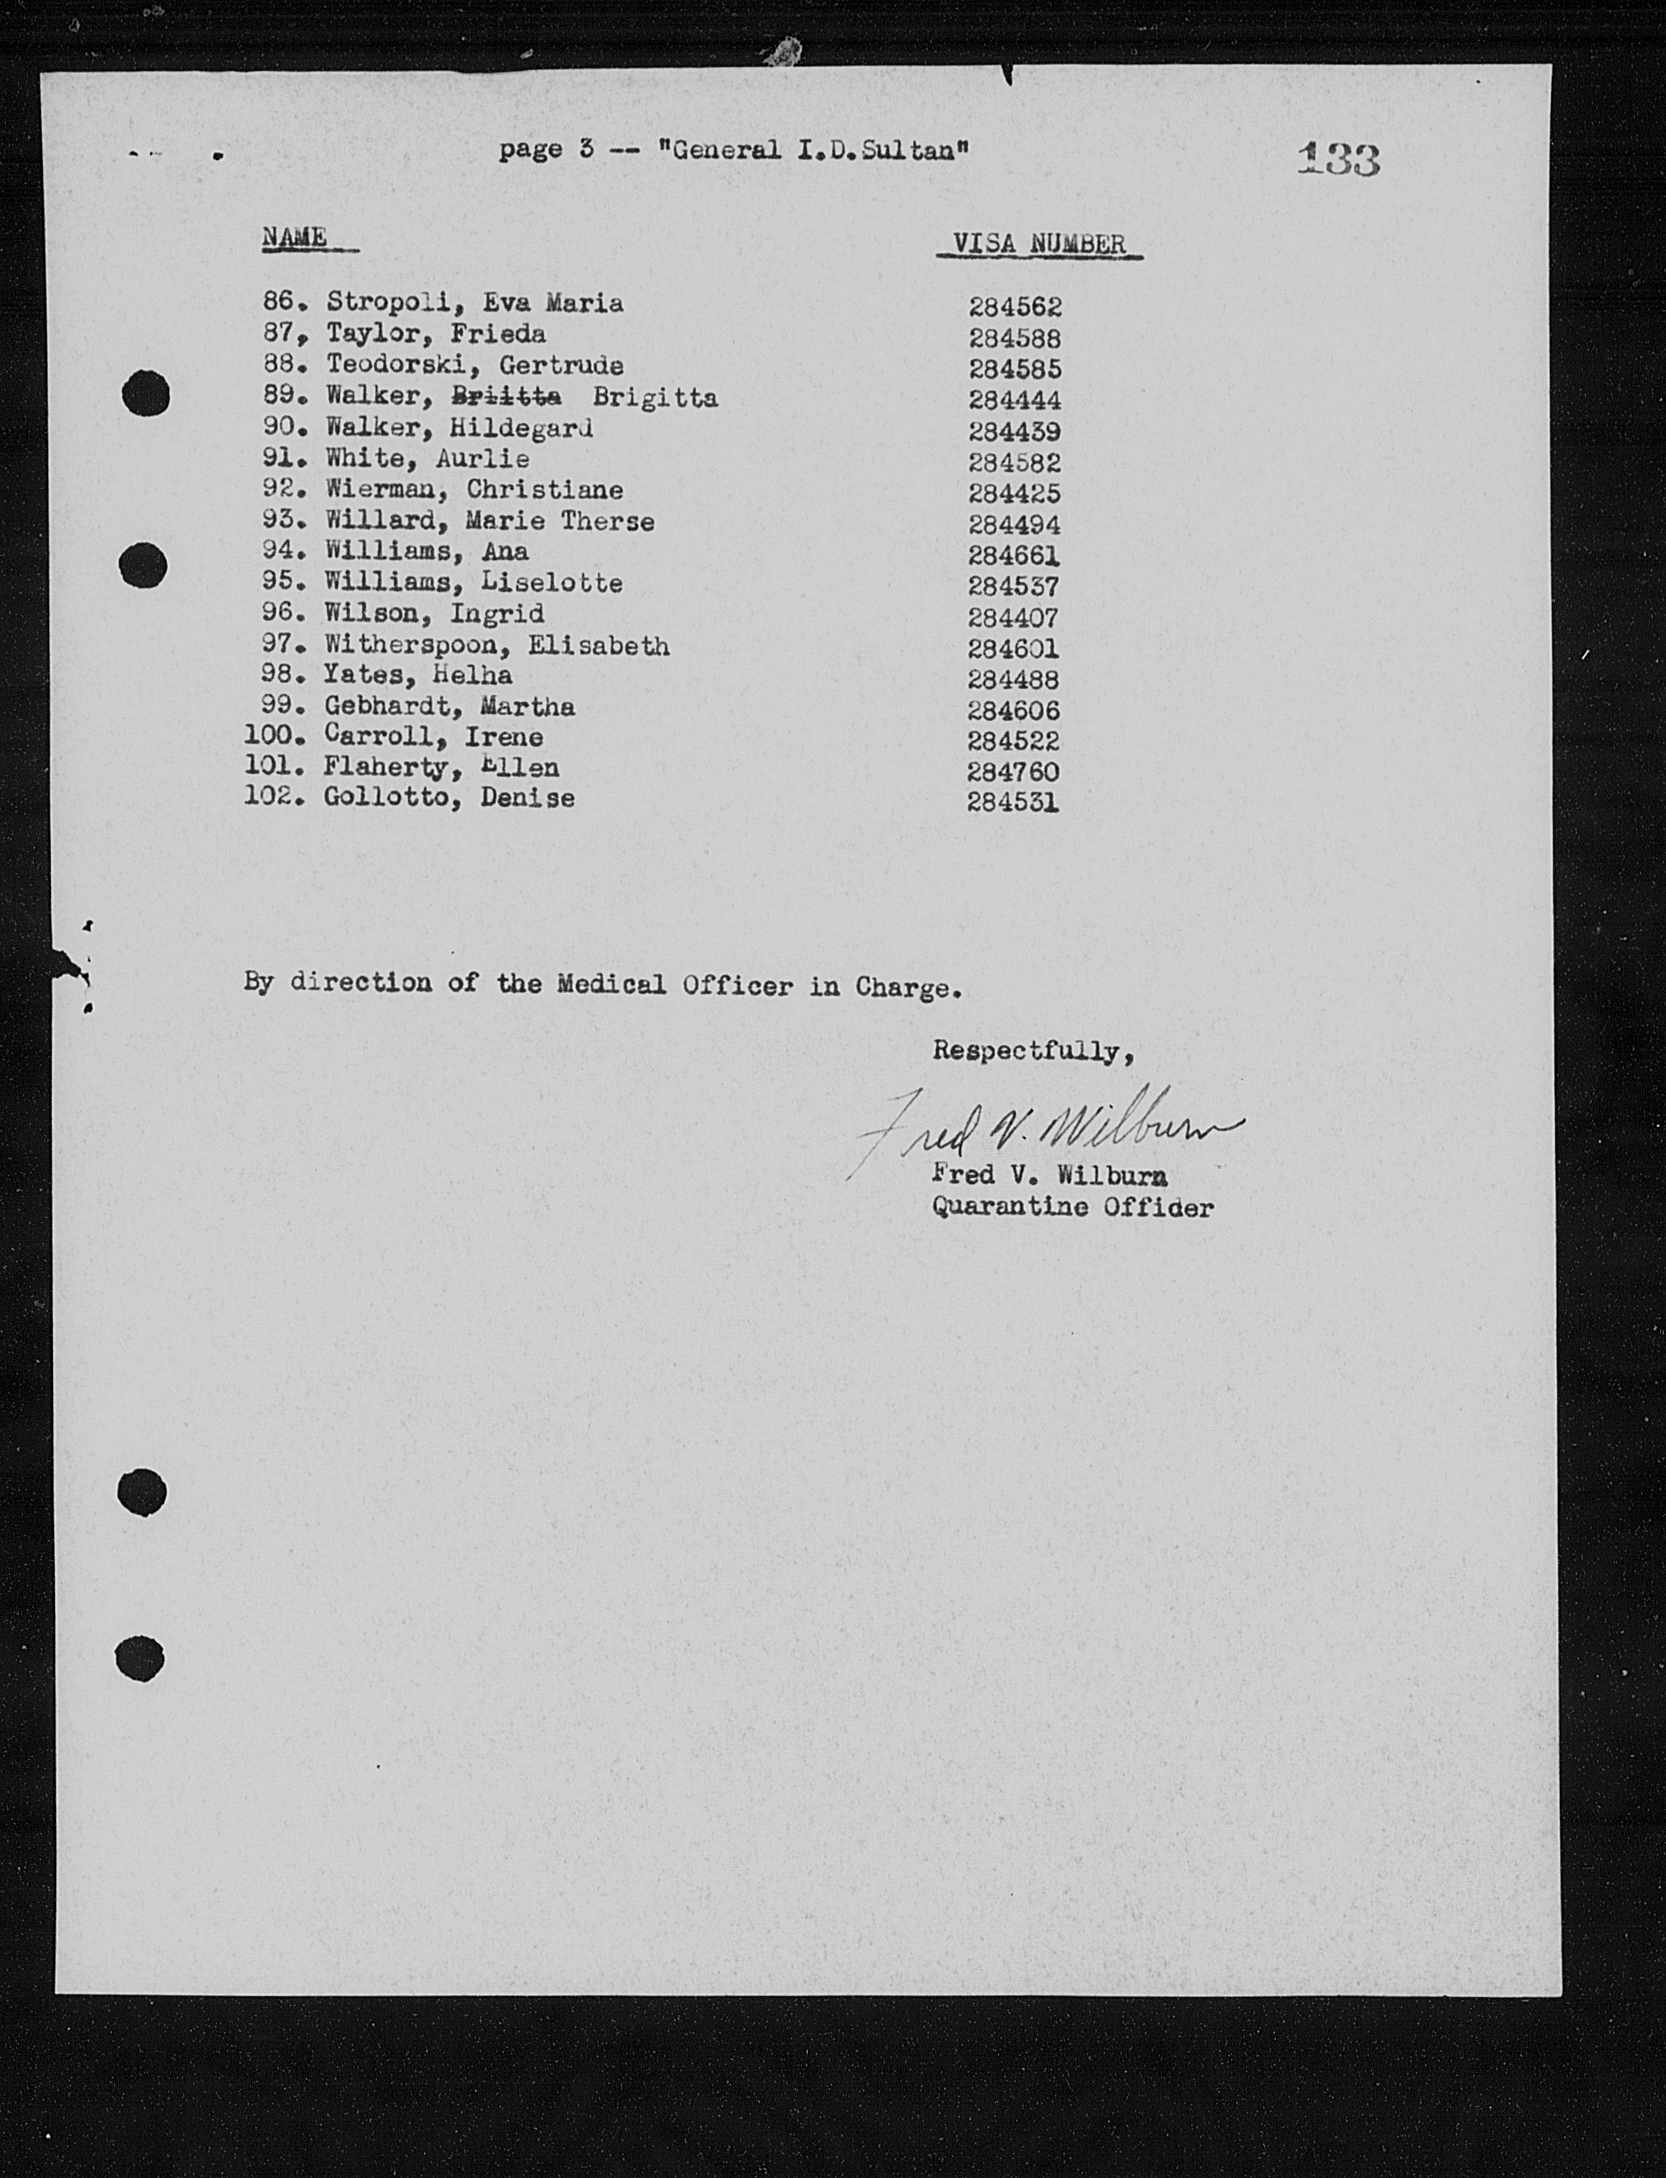 page 3 -- "General I.D.Sultan"
133
NAME VISA NUMBER
86. Stropoli, Eva Maria 284562
87, Taylor, Frieda 284588
88. Teodorski, Gertrude 284585
89. Walker, Briitta Brigitta 284444
90. Walker, Hildegard 284439
91. White, Aurlie 284582
92. Wierman, Christiane 284425
93. Willard, Marie Therse 284494
94. Williams, Ana 284661
95. Williams, Liselotte 284537
96. Wilson, Ingrid 284407
97. Witherspoon, Elisabeth 284601
98. Yates, Helha 284488
99. Gebhardt, Martha 284606
100. Carroll, Irene 284522
101. Flaherty, Ellen 284760
102. Gollotto, Denise 284531
By direction of the Medical Officer in Charge.
Respectfully,
Fred V. Wilburn
Fred V. Wilburn
Quarantine Offider